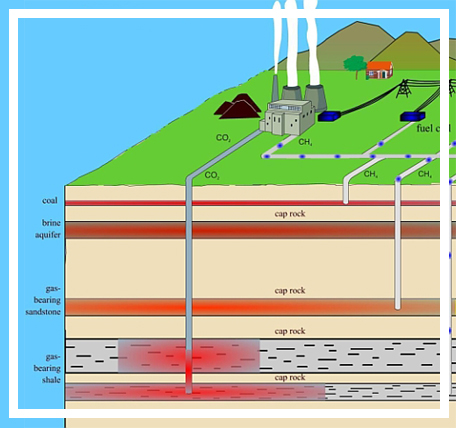 fuel c
CO₂
CH₄
CO₂
CH₄
CH₄
coal
cap rock
brine
aquifer
gas-
bearing
sandstone
cap rock
cap rock
gas-
bearing
shale
cap rock